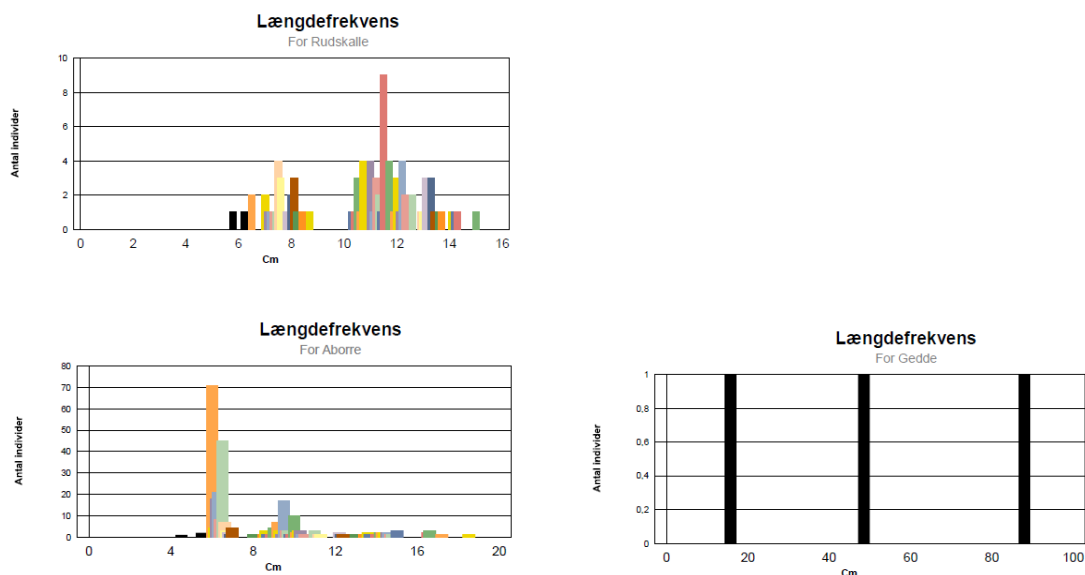 Længdefrekvens
For Rudskalle
Antal individer
10
8
6
4
2
0
0 2 4 6 8 10 12 14 16
Cm
Længdefrekvens
For Aborre
Antal individer
80
70
60
50
40
30
20
10
0
0 4 6 8 12 16 20
Cm
Længdefrekvens
For Gedde
Antal individer
1
0,8
0,6
0,4
0,2
0
0 20 40 60 80 100
Cm